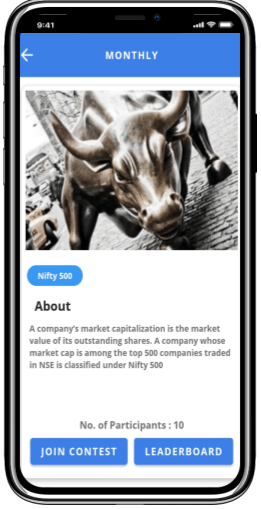 9:41
MONTHLY
Nifty 500
About
A company's market capitalization is the market
value of its outstanding shares. A company whose
market cap is among the top 500 companies traded
in NSE is classified under Nifty 500
No. of Participants : 10
JOIN CONTEST LEADERBOARD